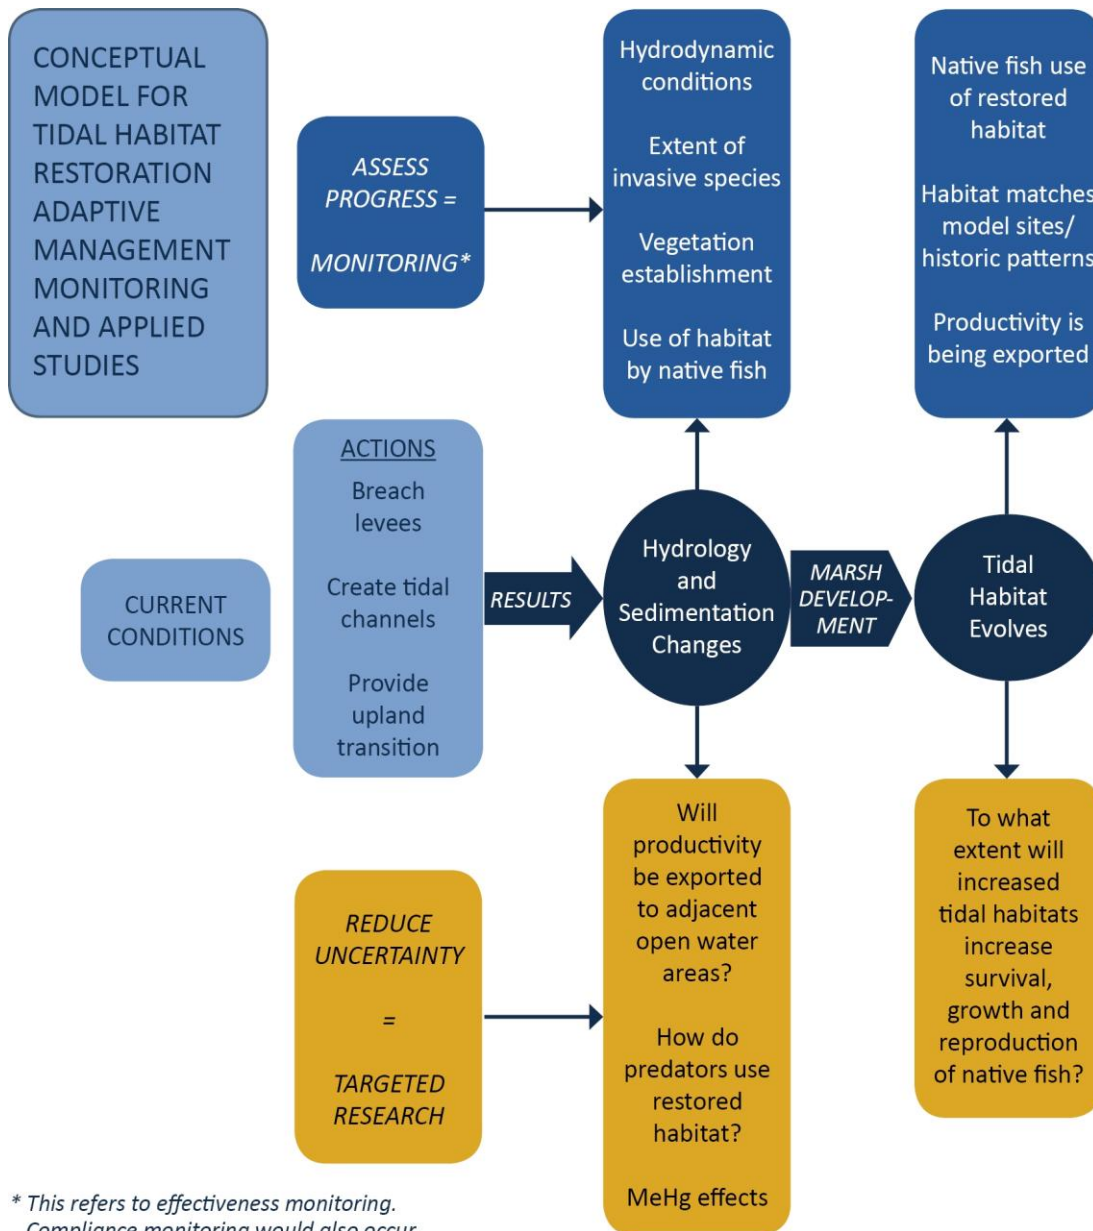 CONCEPTUAL
MODEL FOR
TIDAL HABITAT
RESTORATION
ADAPTIVE
MANAGEMENT
MONITORING
AND APPLIED
STUDIES
ASSESS
PROGRESS =
MONITORING*
Hydrodynamic
conditions
Extent of
invasive species
Vegetation
establishment
Use of habitat
by native fish
Native fish use
of restored
habitat
Habitat matches
model sites/
historic patterns
Productivity is
being exported
CURRENT
CONDITIONS
ACTIONS
Breach
levees
Create tidal
channels
Provide
upland
transition
RESULTS
Hydrology
and
Sedimentation
Changes
MARSH
DEVELOP-
MENT
Tidal
Habitat
Evolves
REDUCE
UNCERTAINTY
=
TARGETED
RESEARCH
Will
productivity
be exported
to adjacent
open water
areas?
How do
predators use
restored
habitat?
MeHg effects
To what
extent will
increased
tidal habitats
increase
survival,
growth and
reproduction
of native fish?
* This refers to effectiveness monitoring.
Compliance monitoring would also occur